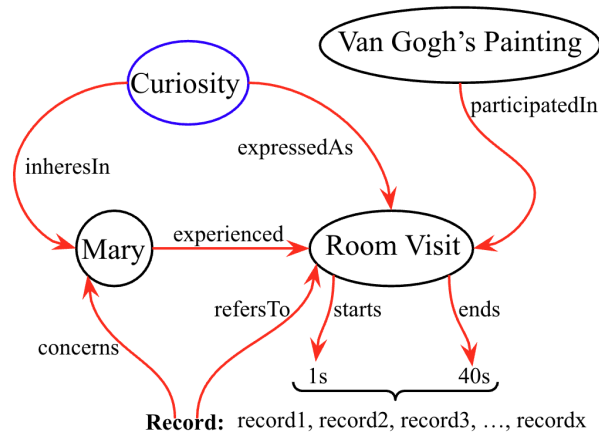 Van Gogh's Painting
Curiosity
participatedIn
expressedAs
inheresIn
Mary
experienced
Room Visit
refersTo
starts
ends
concerns
1s
40s
Record: record1, record2, record3, ..., recordx